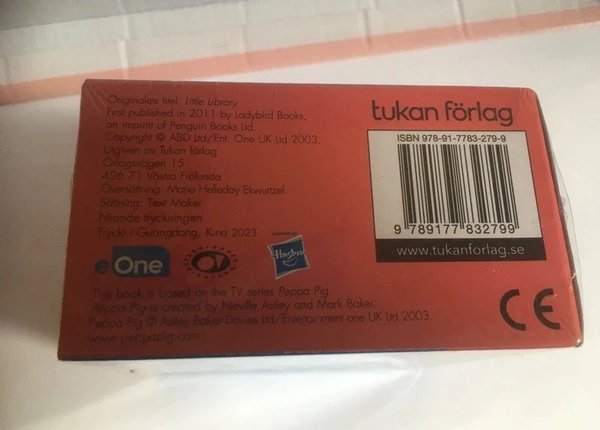 Originalets titel: Little Library
First published in 2011 by Ladybird Books,
an imprint of Penguin Books Ltd.
Copyright © ABD Ltd/Ent. One UK Ltd 2003.
Utgiven av Tukan förlag
Örlogsvägen 15
426 71 Västra Frölunda
Översättning: Marie Helleday Ekwurtzel
Sättning: Text Maker
Nionde tryckningen
Tryckt i Guangdong, Kina 2023
tukan förlag
ISBN 978-91-7783-279-9
9 789177 832799
www.tukanforlag.se
Licensed by:
eOne
ASTLEY BAKER DAVIES
Hasbro
This book is based on the TV series Peppa Pig.
Peppa Pig is created by Neville Astley and Mark Baker.
Peppa Pig © Astley Baker Davies Ltd/Entertainment one UK Ltd 2003.
www.peppapig.com
CE